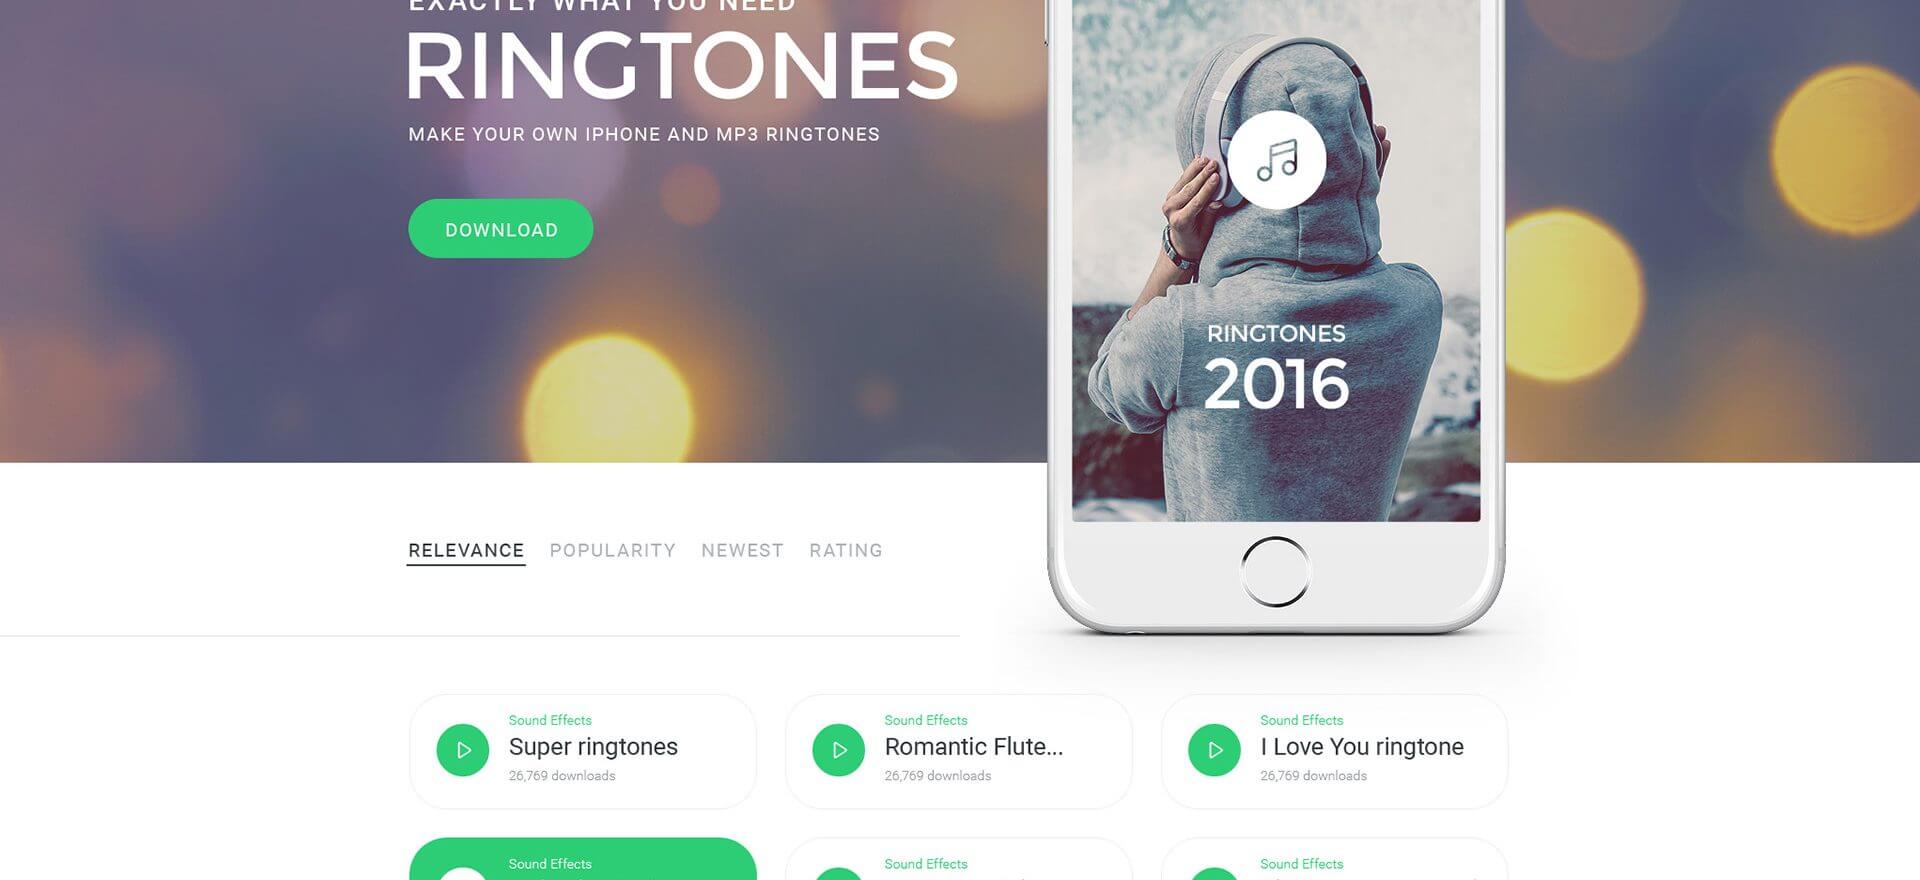 EXACTLY WHAT YOU NEED
RINGTONES
MAKE YOUR OWN IPHONE AND MP3 RINGTONES
DOWNLOAD
RINGTONES
2016
RELEVANCE POPULARITY NEWEST RATING
Sound Effects
Super ringtones
26,769 downloads
Sound Effects
Romantic Flute...
26,769 downloads
Sound Effects
I Love You ringtone
26,769 downloads
Sound Effects
Sound Effects
Sound Effects